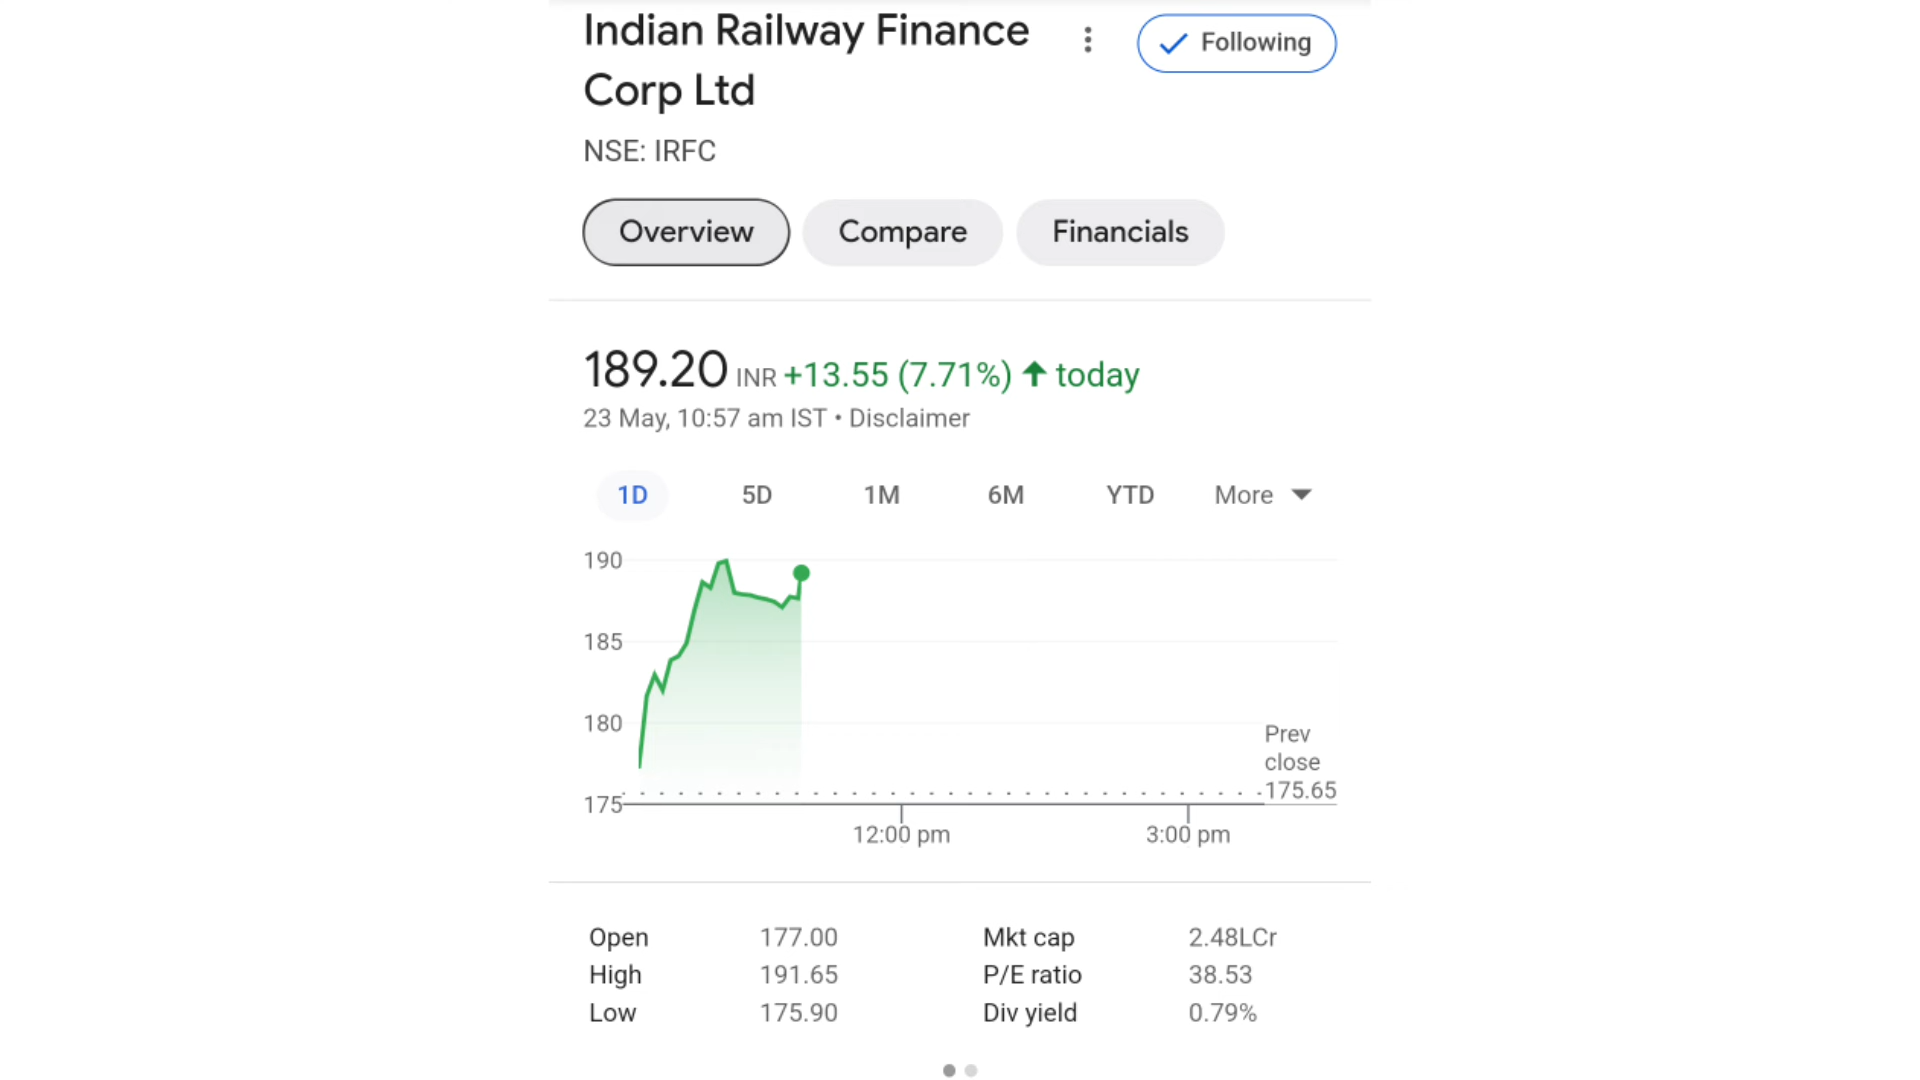 Indian Railway Finance
Corp Ltd
Following
NSE: IRFC
Overview
Compare
Financials
189.20 INR +13.55 (7.71%) ↑ today
23 May, 10:57 am IST • Disclaimer
1D 5D 1M 6M YTD More
190
185
180
175
Prev
close
175.65
12:00 pm 3:00 pm
Open 177.00 Mkt cap 2.48LCr
High 191.65 P/E ratio 38.53
Low 175.90 Div yield 0.79%